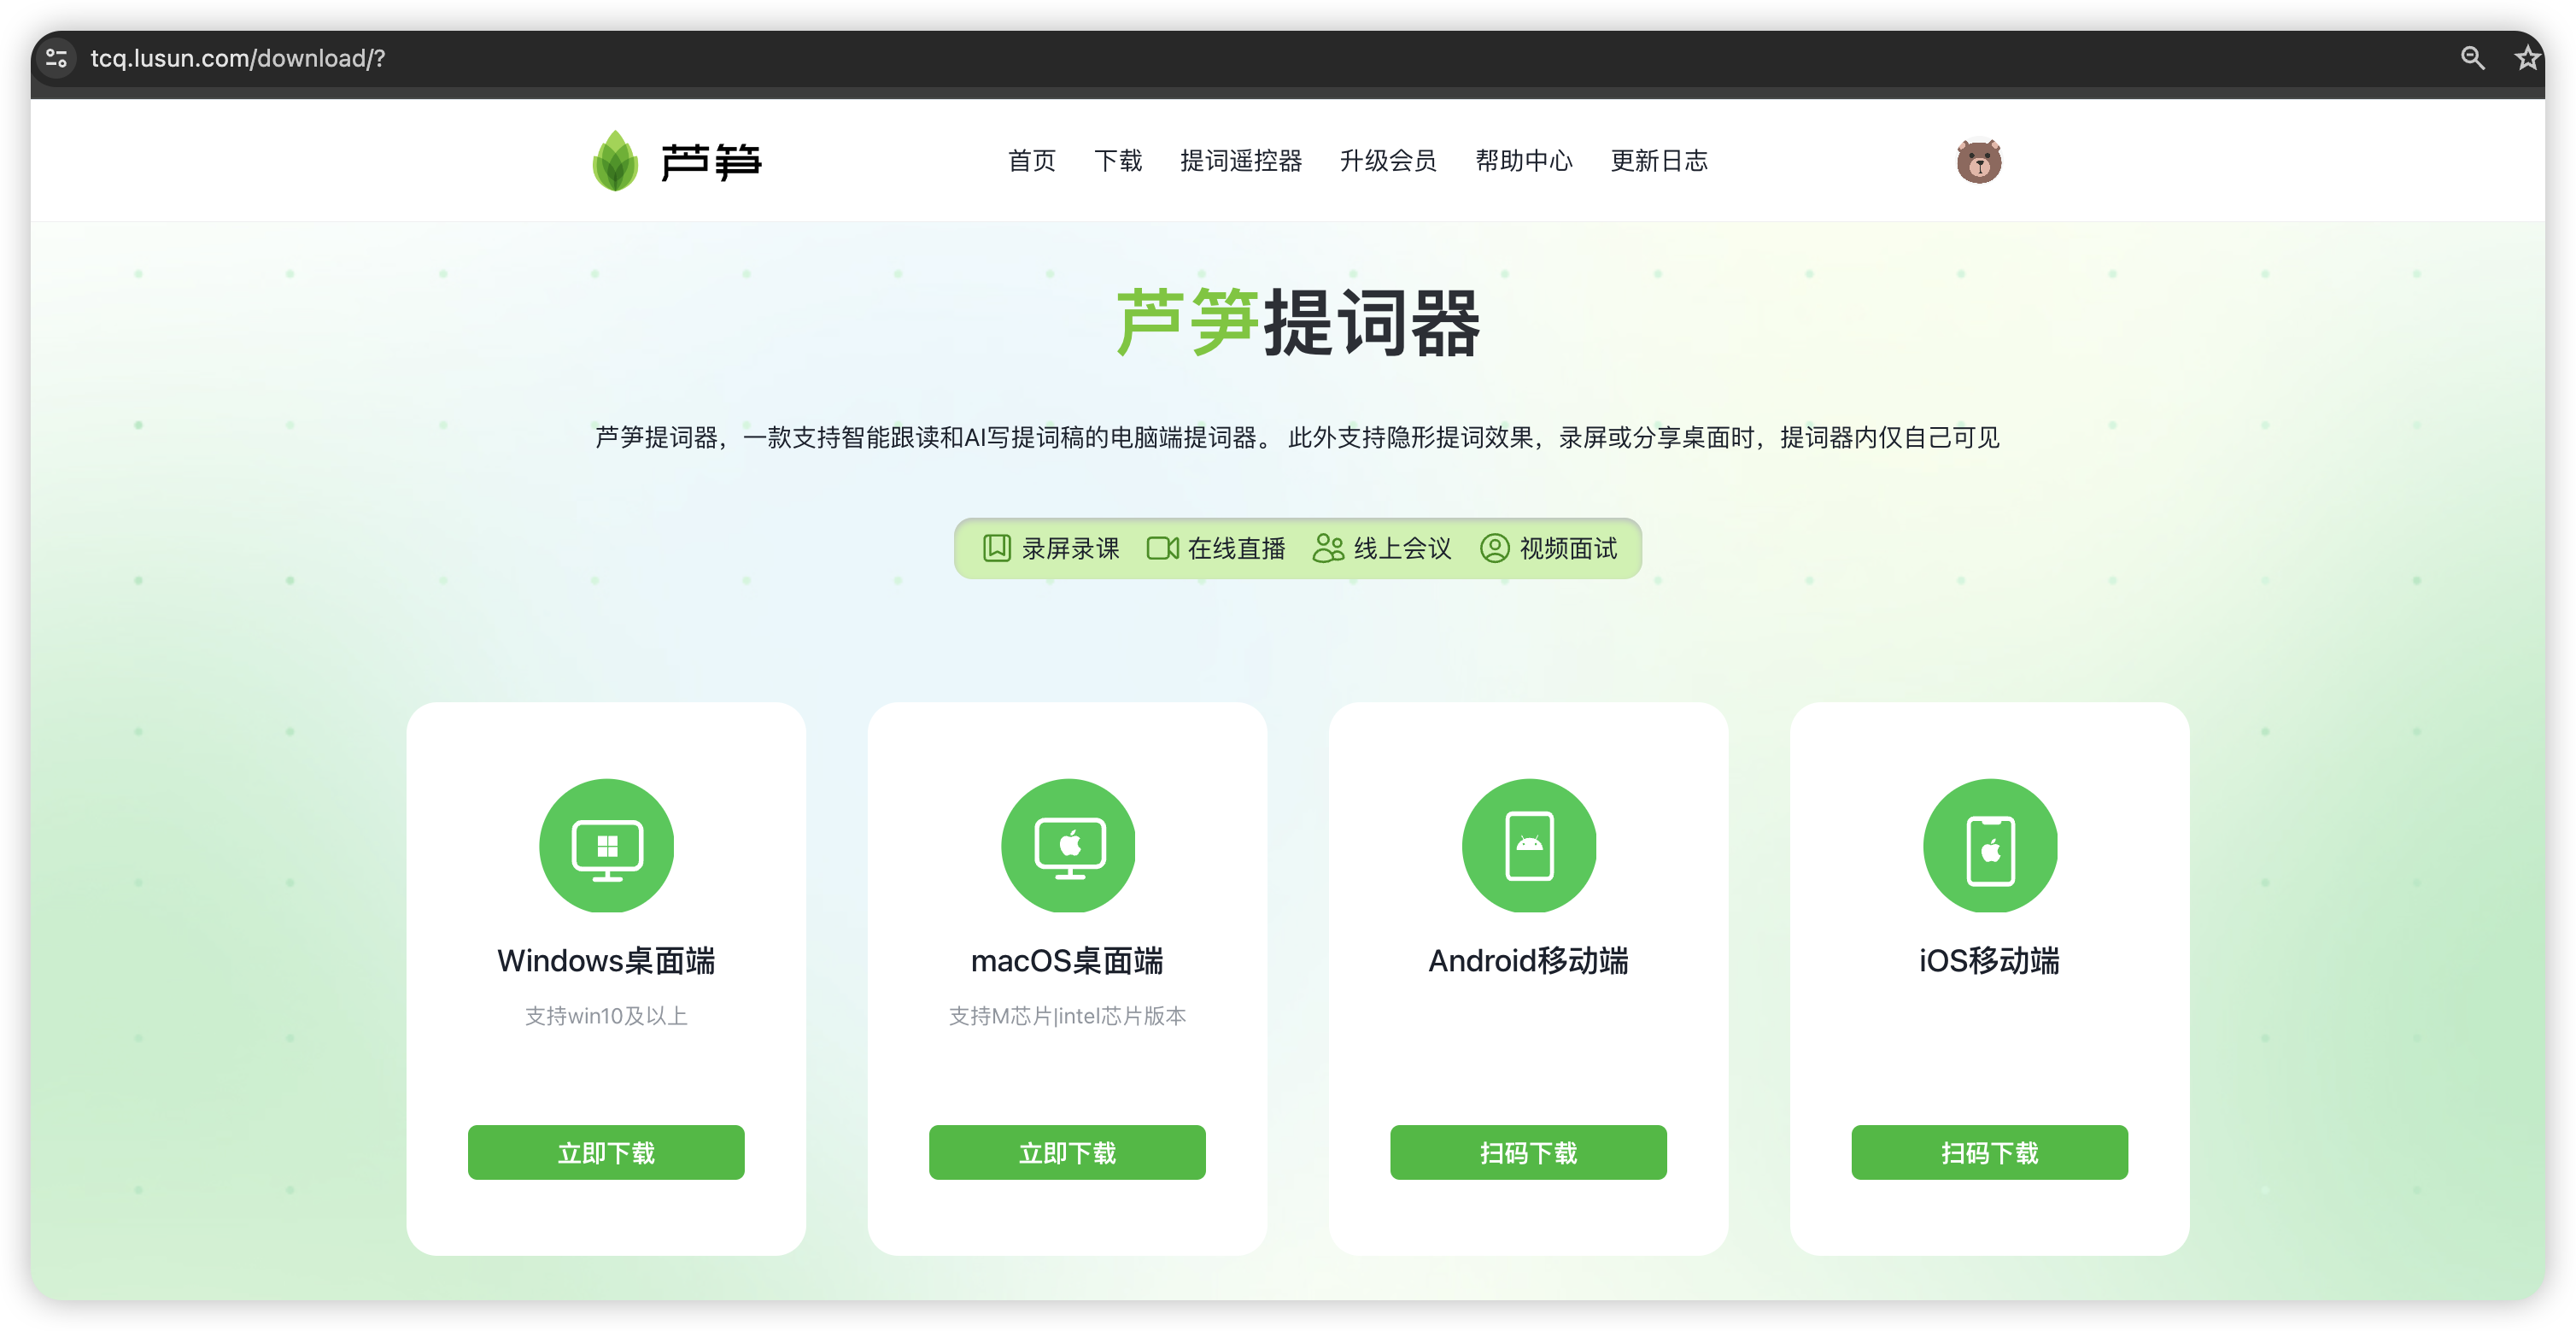 tcq.lusun.com/download/?
芦笋
首页 下载 提词遥控器 升级会员 帮助中心 更新日志
芦笋提词器
芦笋提词器，一款支持智能跟读和AI写提词稿的电脑端提词器。 此外支持隐形提词效果，录屏或分享桌面时，提词器内仅自己可见
录屏录课 在线直播 线上会议 视频面试
Windows桌面端
支持win10及以上
立即下载
macOS桌面端
支持M芯片|intel芯片版本
立即下载
Android移动端
扫码下载
iOS移动端
扫码下载